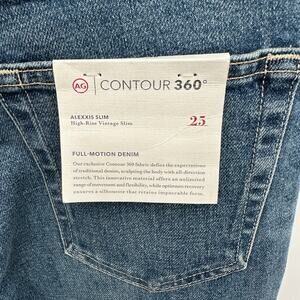 AG CONTOUR 360°
ALEXXIS SLIM
High-Rise Vintage Slim
25
FULL-MOTION DENIM
Our exclusive Contour 360 fabric defies the expectations
of traditional denim, sculpting the body with all-direction
stretch. This innovative material offers an unlimited
range of movement and flexibility, while optimum recovery
ensures a silhouette that retains impeccable form.